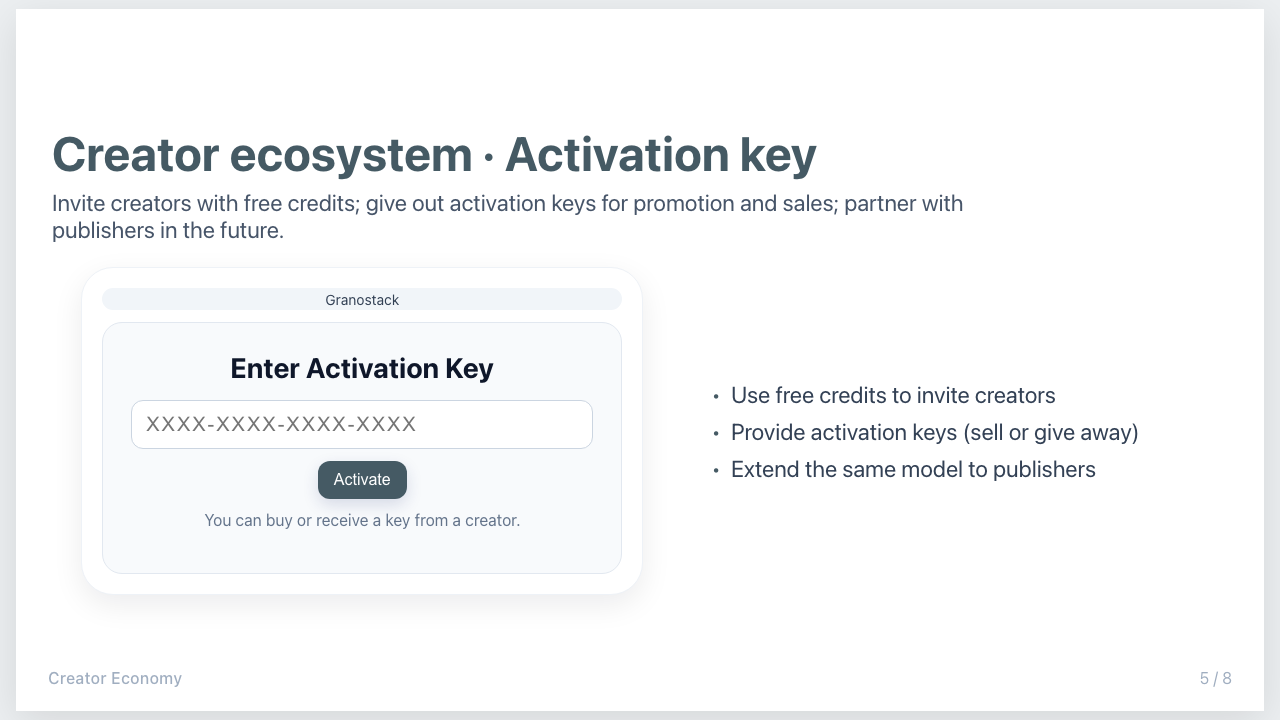 Creator ecosystem · Activation key
Invite creators with free credits; give out activation keys for promotion and sales; partner with
publishers in the future.
Granostack
Enter Activation Key
XXXX-XXXX-XXXX-XXXX
Activate
You can buy or receive a key from a creator.
• Use free credits to invite creators
• Provide activation keys (sell or give away)
• Extend the same model to publishers
Creator Economy
5 / 8